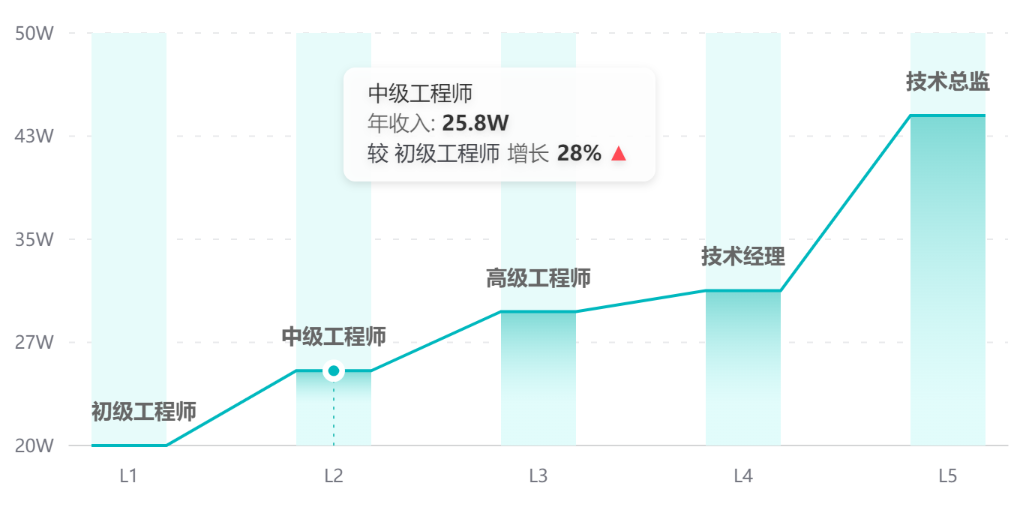 50W
技术总监
中级工程师
年收入: 25.8W
43W
较 初级工程师 增长 28%
35W
技术经理
高级工程师
27W
中级工程师
初级工程师
20W
L1 L2 L3 L4 L5